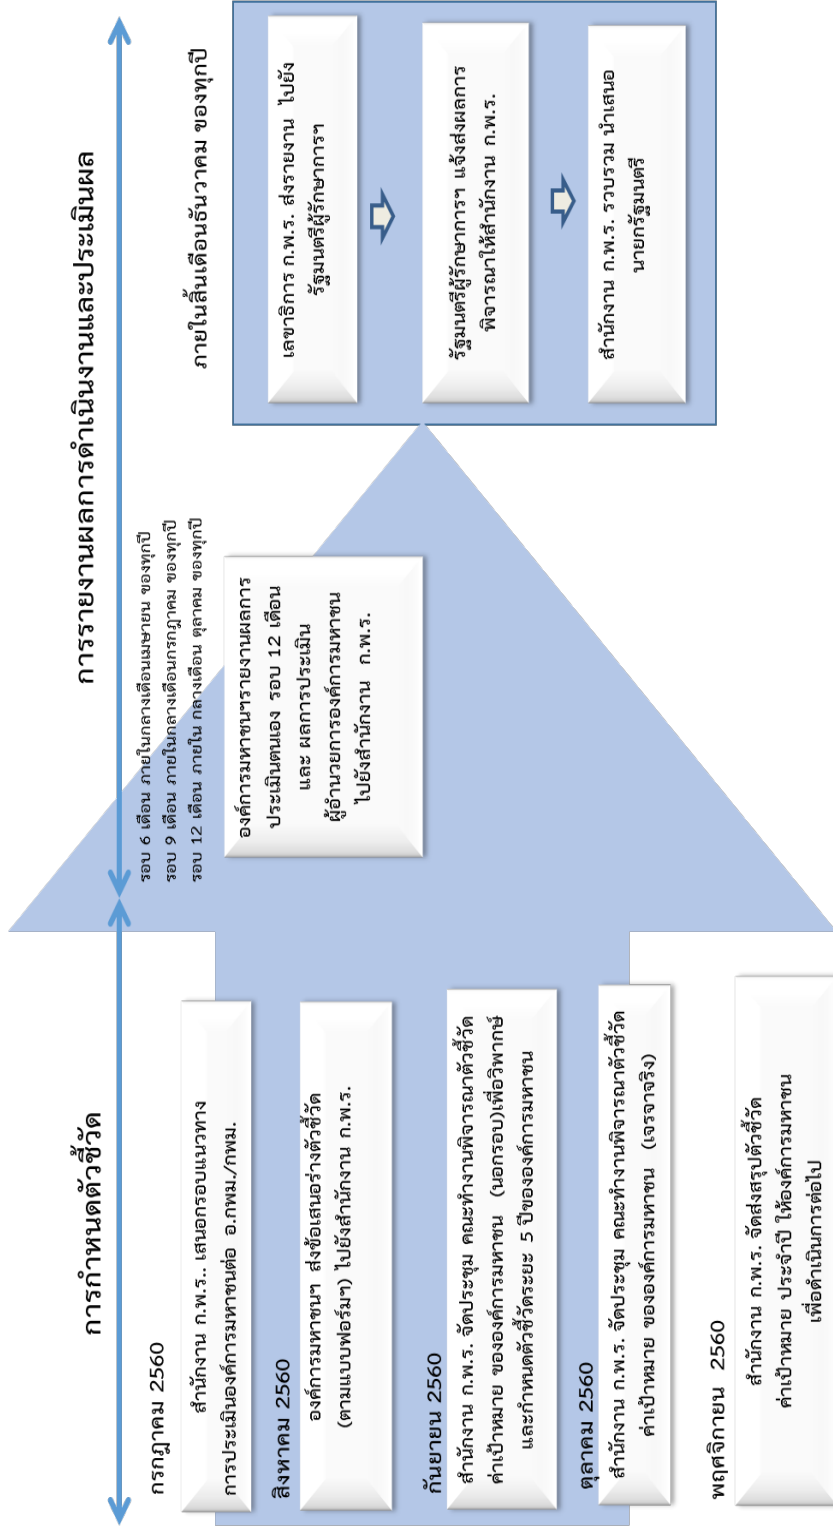 การกำหนดตัวชี้วัด
กรกฎาคม 2560
สำนักงาน ก.พ.ร.. เสนอกรอบแนวทาง
การประเมินองค์การมหาชนต่อ อ.กพม./กพม.
สิงหาคม 2560
องค์การมหาชนฯ ส่งข้อเสนอร่างตัวชี้วัด
(ตามแบบฟอร์มฯ) ไปยังสำนักงาน ก.พ.ร.
กันยายน 2560
สำนักงาน ก.พ.ร. จัดประชุม คณะทำงานพิจารณาตัวชี้วัด
ค่าเป้าหมาย ขององค์การมหาชน (นอกรอบ)เพื่อวิพากษ์
และกำหนดตัวชี้วัดระยะ 5 ปีขององค์การมหาชน
ตุลาคม 2560
สำนักงาน ก.พ.ร. จัดประชุม คณะทำงานพิจารณาตัวชี้วัด
ค่าเป้าหมาย ขององค์การมหาชน (เจรจาจริง)
พฤศจิกายน 2560
สำนักงาน ก.พ.ร. จัดส่งสรุปตัวชี้วัด
ค่าเป้าหมาย ประจำปี ให้องค์การมหาชน
เพื่อดำเนินการต่อไป
การรายงานผลการดำเนินงานและประเมินผล
รอบ 6 เดือน ภายในกลางเดือนเมษายน ของทุกปี
รอบ 9 เดือน ภายในกลางเดือนกรกฎาคม ของทุกปี
รอบ 12 เดือน ภายใน กลางเดือน ตุลาคม ของทุกปี
องค์การมหาชนฯรายงานผลการ
ประเมินตนเอง รอบ 12 เดือน
และ ผลการประเมิน
ผู้อำนวยการองค์การมหาชน
ไปยังสำนักงาน ก.พ.ร.
ภายในสิ้นเดือนธันวาคม ของทุกปี
เลขาธิการ ก.พ.ร. ส่งรายงาน ไปยัง
รัฐมนตรีผู้รักษาการฯ
รัฐมนตรีผู้รักษาการฯ แจ้งส่งผลการ
พิจารณาให้สำนักงาน ก.พ.ร.
สำนักงาน ก.พ.ร. รวบรวม นำเสนอ
นายกรัฐมนตรี